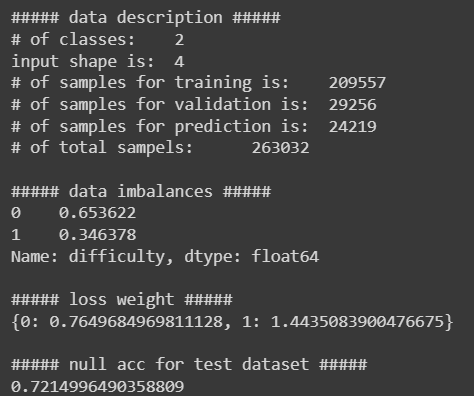 ##### data description #####
# of classes:    2
input shape is:  4
# of samples for training is:    209557
# of samples for validation is:  29256
# of samples for prediction is:  24219
# of total sampels:      263032
##### data imbalances #####
0    0.653622
1    0.346378
Name: difficulty, dtype: float64
##### loss weight #####
{0: 0.7649684969811128, 1: 1.4435083900476675}
##### null acc for test dataset #####
0.7214996490358809